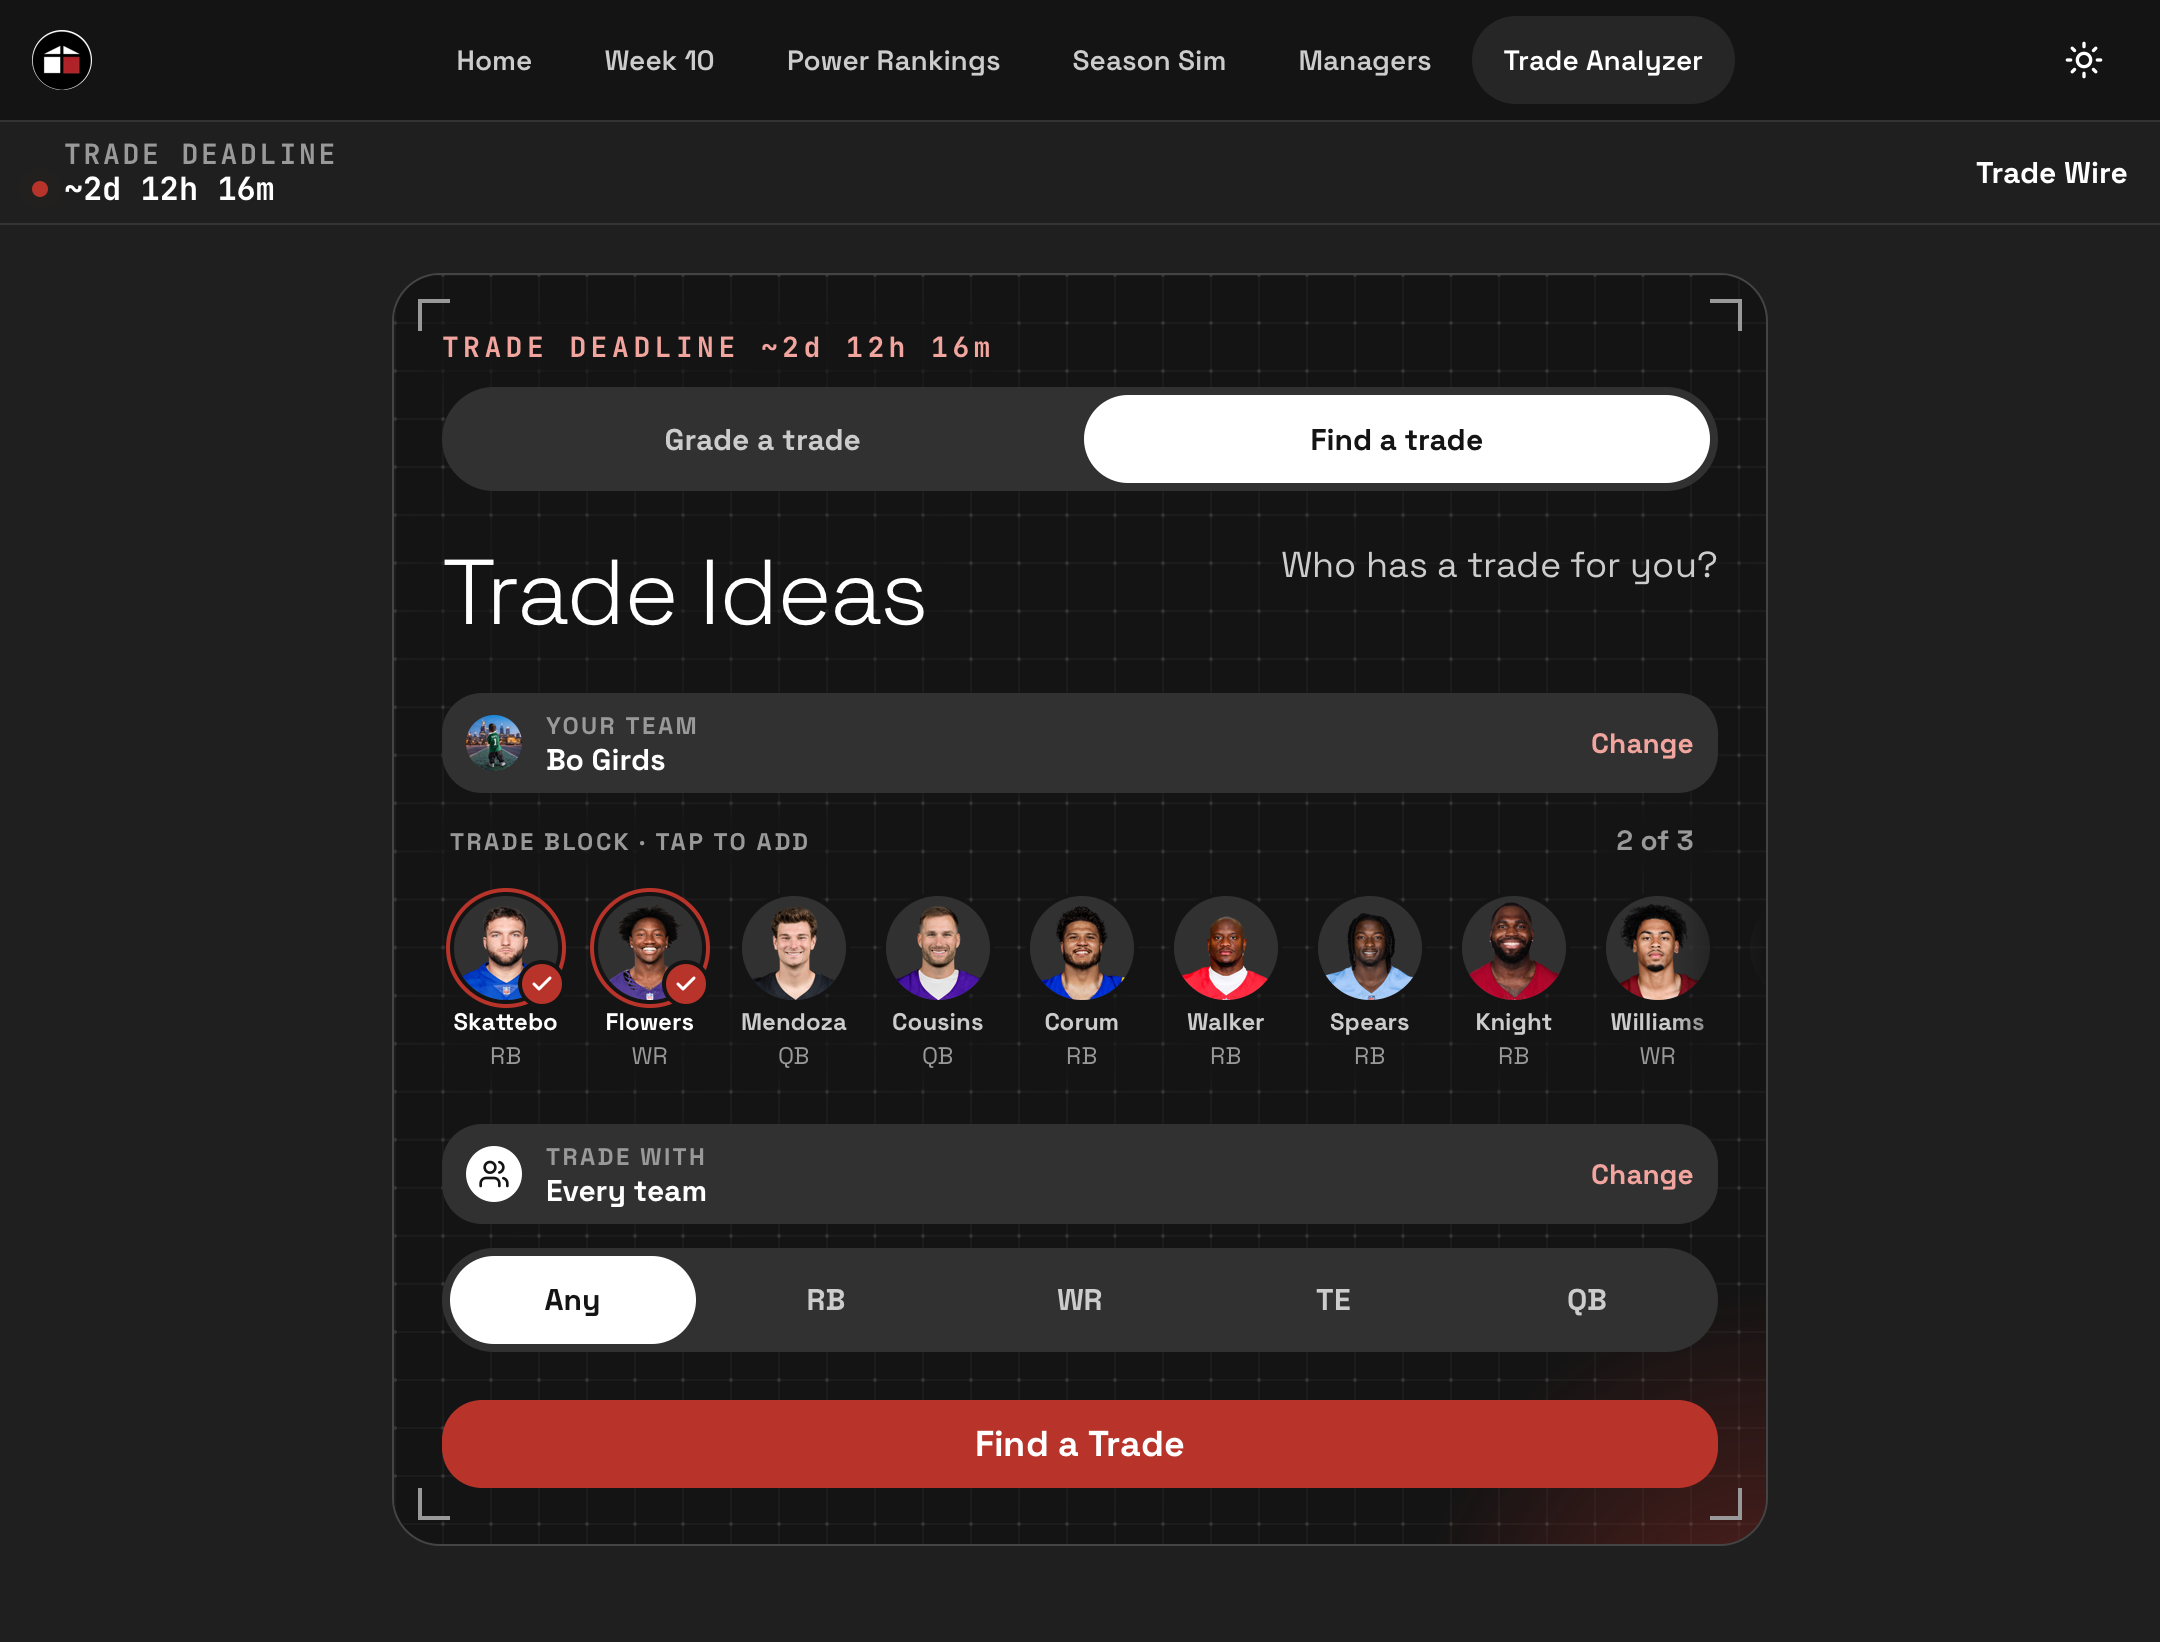 Home Week 10 Power Rankings Season Sim Managers Trade Analyzer
TRADE DEADLINE
~2d 12h 16m
Trade Wire
TRADE DEADLINE ~2d 12h 16m
Grade a trade Find a trade
Trade Ideas
Who has a trade for you?
YOUR TEAM
Bo Girds
Change
TRADE BLOCK · TAP TO ADD
2 of 3
Skattebo Flowers Mendoza Cousins Corum Walker Spears Knight Williams
RB WR QB QB RB RB RB RB WR
TRADE WITH
Every team
Change
Any RB WR TE QB
Find a Trade